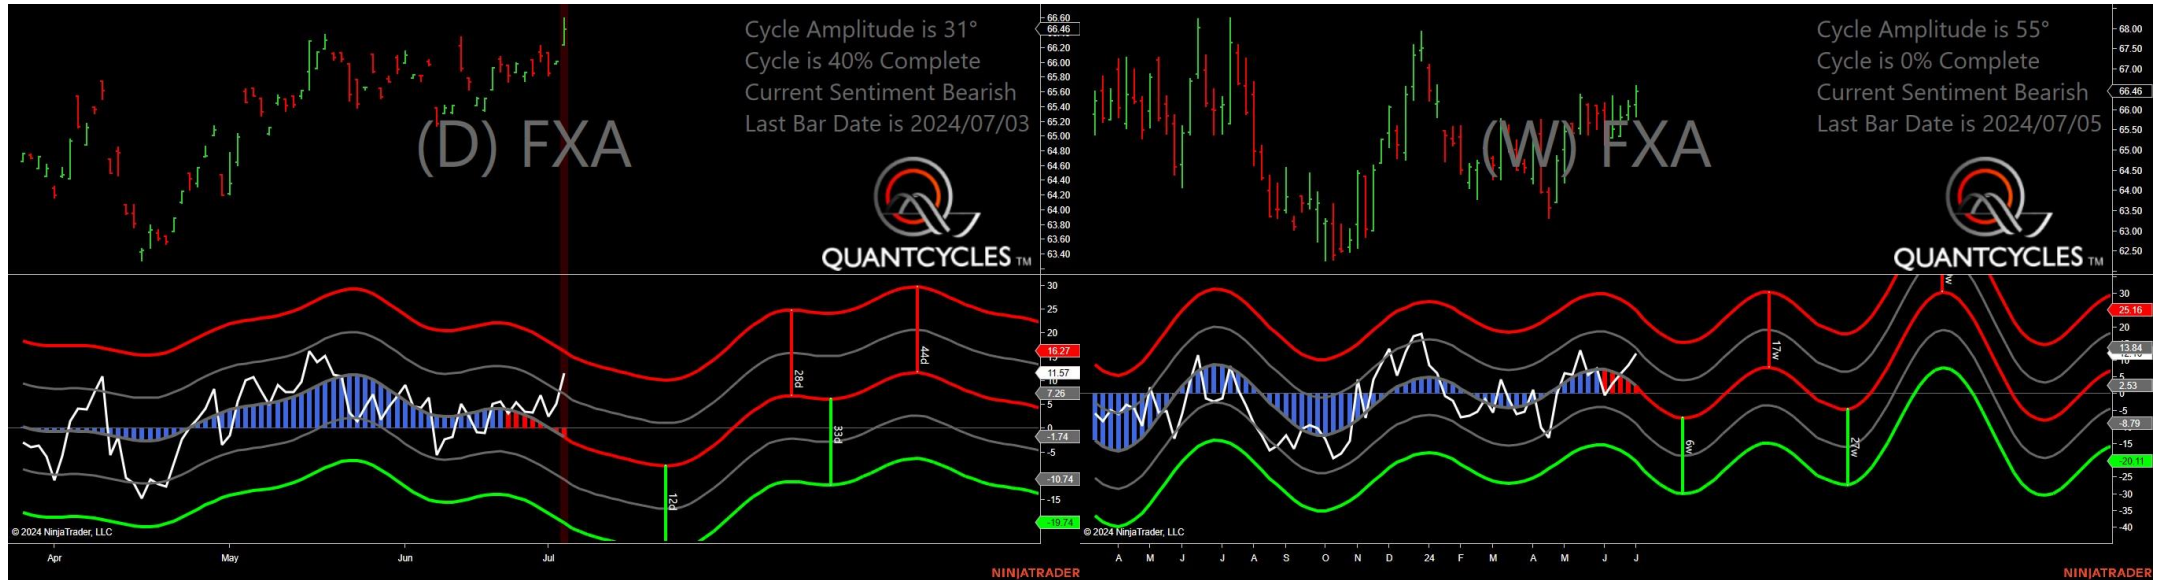 Cycle Amplitude is 31°
Cycle is 40% Complete
Current Sentiment Bearish
Last Bar Date is 2024/07/03
(D) FXA
QUANTCYCLES TM
66.60
66.46
66.20
66.00
65.80
65.60
65.40
65.20
65.00
64.80
64.60
64.40
64.20
64.00
63.80
63.60
63.40
30
25
20
16.27
11.57
10
7.26
5
0
-1.74
-5
-10.74
-15
-19.74
12d
28d
33d
44d
© 2024 NinjaTrader, LLC
Apr May Jun Jul
NINJATRADER
Cycle Amplitude is 55°
Cycle is 0% Complete
Current Sentiment Bearish
Last Bar Date is 2024/07/05
(W) FXA
QUANTCYCLES TM
68.00
67.50
67.00
66.46
66.00
65.50
65.00
64.50
64.00
63.50
63.00
62.50
30
25.16
20
13.84
10
5
2.53
0
-5
-8.79
-15
-20.11
-25
-30
-35
-40
6w
17w
27w
© 2024 NinjaTrader, LLC
A M J J A S O N D 24 F M A M J J
NINJATRADER